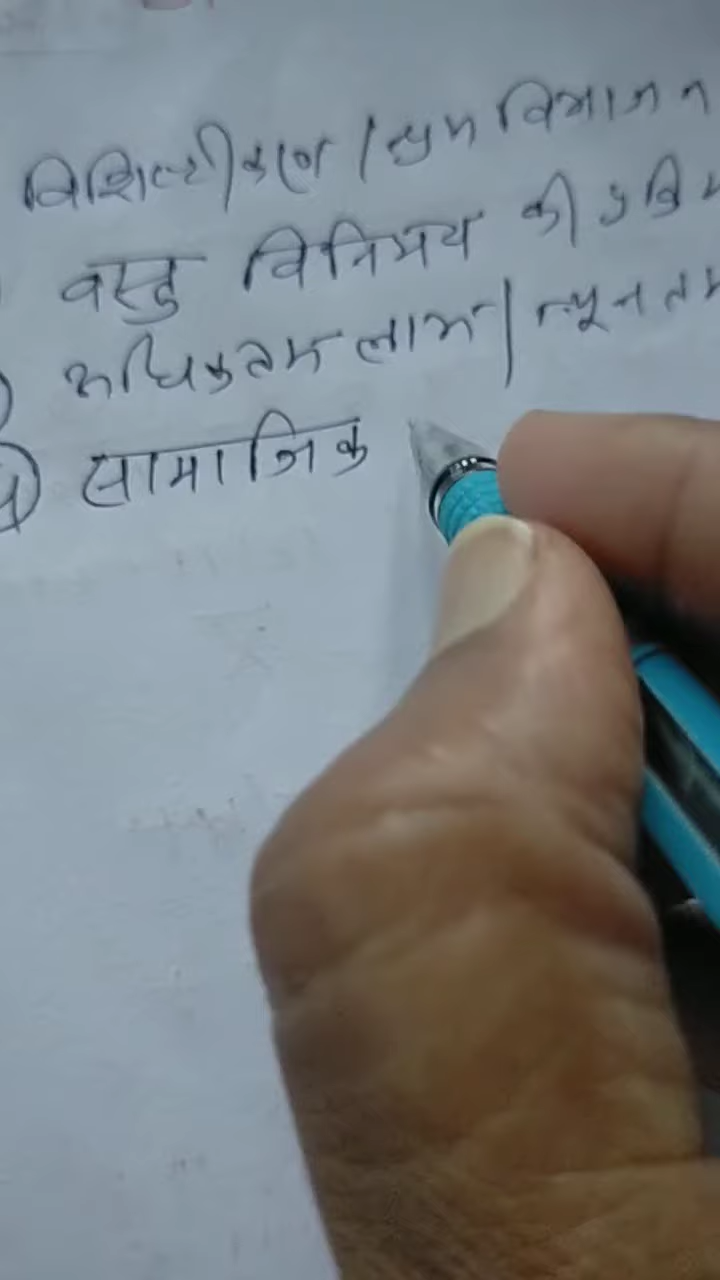 विशिष्टीकरण / श्रम विभाजन
वस्तु विनिमय की
अधिकतम लाभ / न्यूनतम
सामाजिक